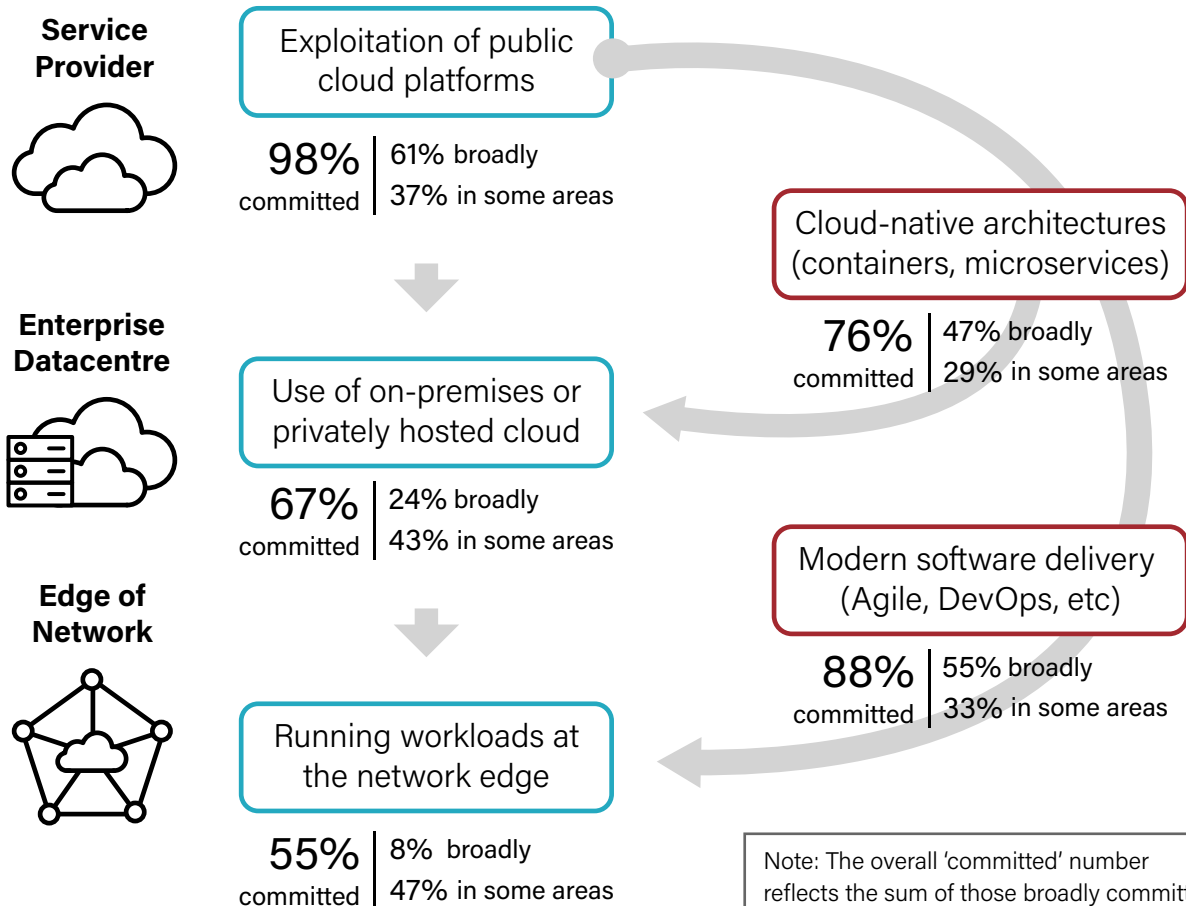 Service
Provider
Exploitation of public
cloud platforms
98%
committed
61% broadly
37% in some areas
Cloud-native architectures
(containers, microservices)
76%
committed
47% broadly
29% in some areas
Enterprise
Datacentre
Use of on-premises or
privately hosted cloud
67%
committed
24% broadly
43% in some areas
Modern software delivery
(Agile, DevOps, etc)
88%
committed
55% broadly
33% in some areas
Edge of
Network
Running workloads at
the network edge
55%
committed
8% broadly
47% in some areas
Note: The overall ‘committed’ number
reflects the sum of those broadly